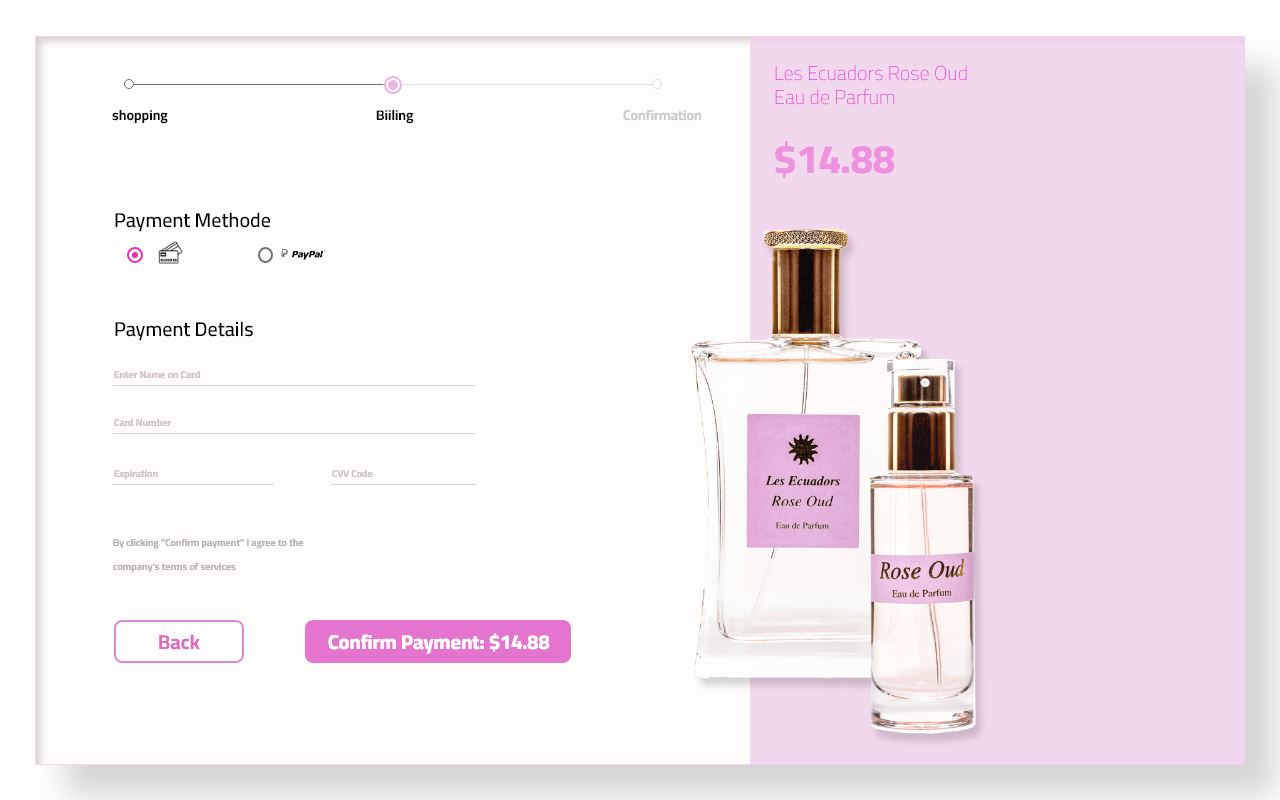 shopping
Biiling
Confirmation
Les Ecuadors Rose Oud
Eau de Parfum
$14.88
Payment Methode
PayPal
Payment Details
Enter Name on Card
Card Number
Expiration
CVV Code
By clicking "Confirm payment" I agree to the
company's terms of services
Back
Confirm Payment: $14.88
Les Ecuadors
Rose Oud
Eau de Parfum
Rose Oud
Eau de Parfum